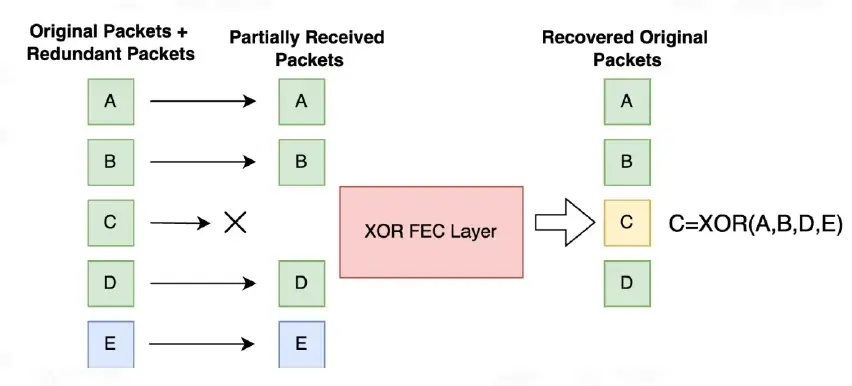 Original Packets +
Redundant Packets
Partially Received
Packets
Recovered Original
Packets
A
A
A
B
B
B
C
XOR FEC Layer
C
C=XOR(A,B,D,E)
D
D
D
E
E